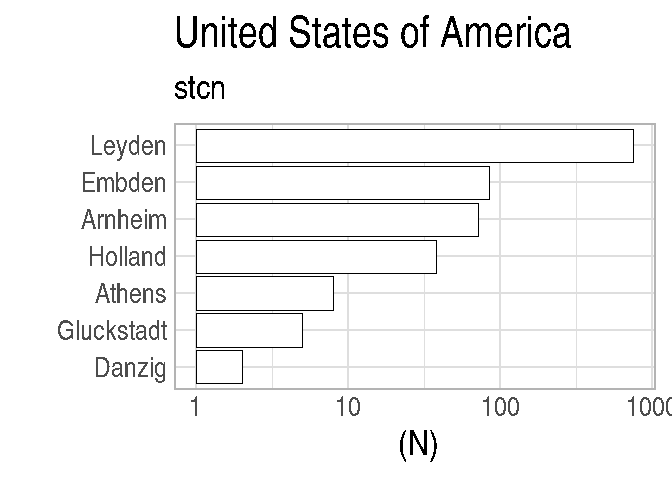 United States of America
stcn
Leyden
Embden
Arnheim
Holland
Athens
Gluckstadt
Danzig
1 10 100 1000
(N)